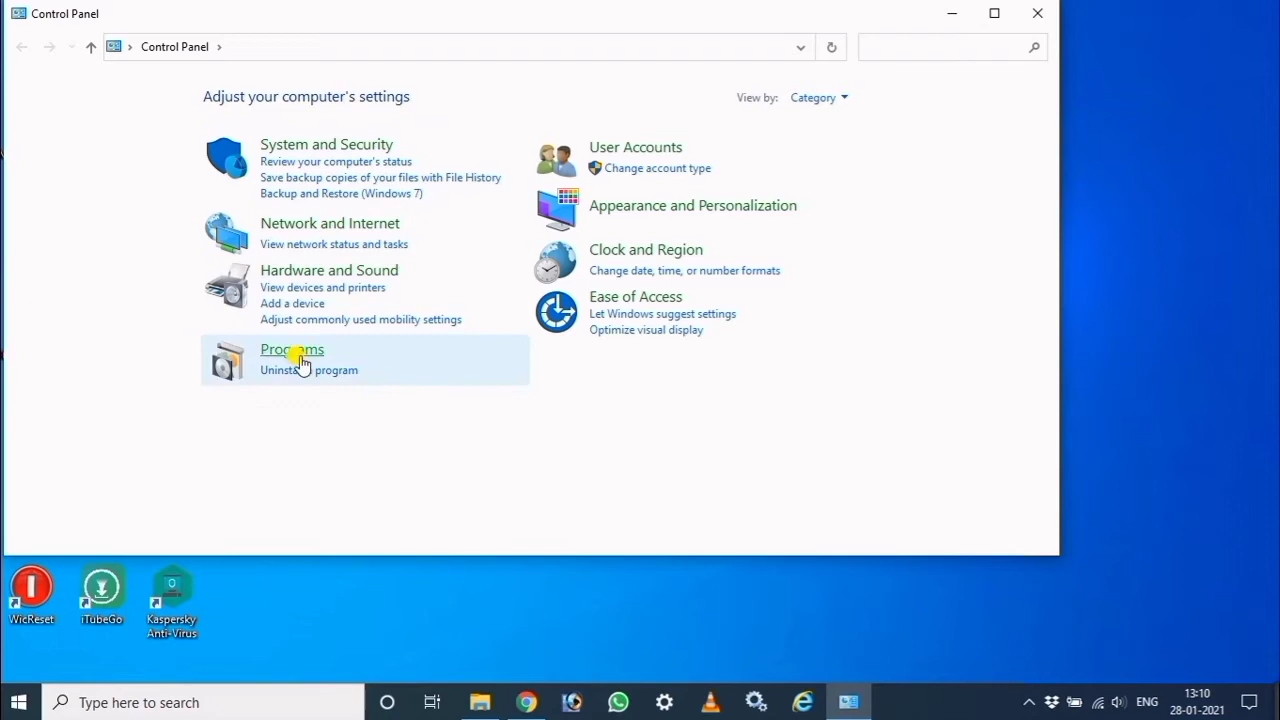 Control Panel
Control Panel
Adjust your computer's settings
View by:
Category
System and Security
Review your computer's status
Save backup copies of your files with File History
Backup and Restore (Windows 7)
Network and Internet
View network status and tasks
Hardware and Sound
View devices and printers
Add a device
Adjust commonly used mobility settings
Programs
program
User Accounts
Change account type
Appearance and Personalization
Clock and Region
Change date, time, or number formats
Ease of Access
Let Windows suggest settings
Optimize visual display
WicReset
iTubeGo
Kaspersky
Anti-Virus
Type here to search
ENG
13:10
28-01-2021